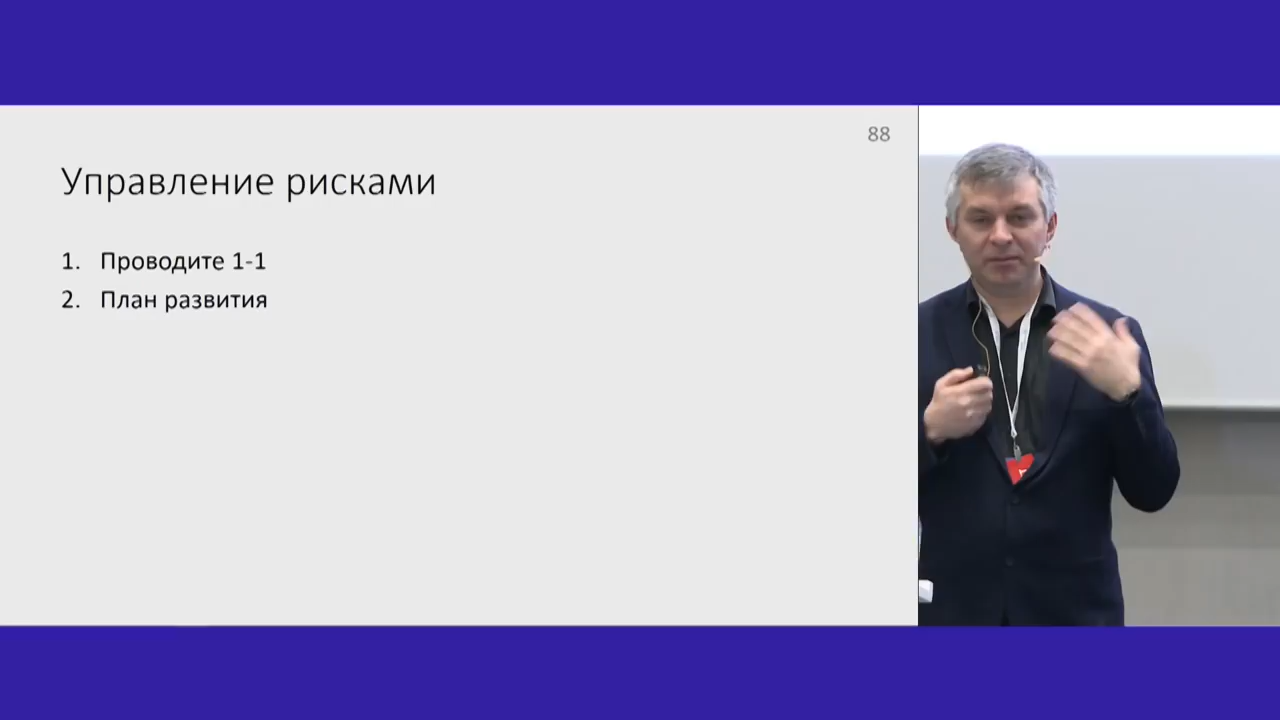 88
Управление рисками
1. Проводите 1-1
2. План развития